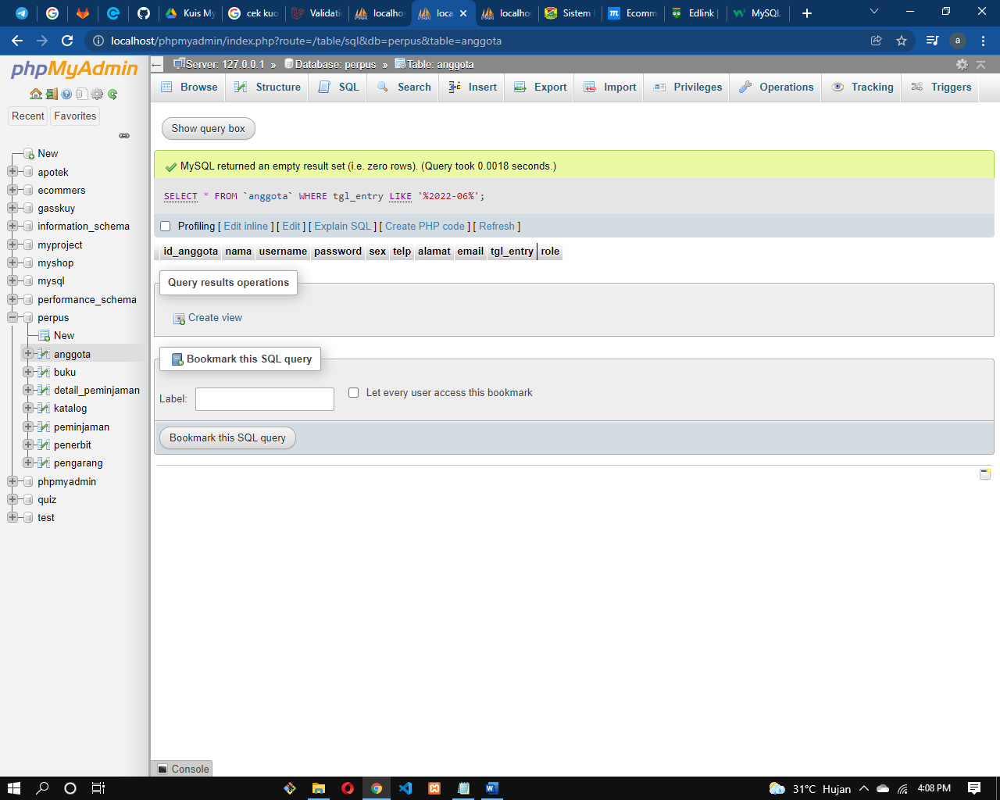 Kuis My
cek kuo
Validati
localhos
loca
localhos
Sistem
Ecomm
Edlink |
MySQL
localhost/phpmyadmin/index.php?route=/table/sql&db=perpus&table=anggota
a
phpMyAdmin
Server: 127.0.0.1 » Database: perpus » Table: anggota
Browse Structure SQL Search Insert Export Import Privileges Operations Tracking Triggers
Recent Favorites
New
apotek
ecommers
gasskuy
information_schema
myproject
myshop
mysql
performance_schema
perpus
New
anggota
buku
detail_peminjaman
katalog
peminjaman
penerbit
pengarang
phpmyadmin
quiz
test
Show query box
MySQL returned an empty result set (i.e. zero rows). (Query took 0.0018 seconds.)
SELECT * FROM `anggota` WHERE tgl_entry LIKE '%2022-06%';
Profiling [ Edit inline ] [ Edit ] [ Explain SQL ] [ Create PHP code ] [ Refresh ]
id_anggota nama username password sex telp alamat email tgl_entry role
Query results operations
Create view
Bookmark this SQL query
Label:
Let every user access this bookmark
Bookmark this SQL query
Console
31°C Hujan
4:08 PM